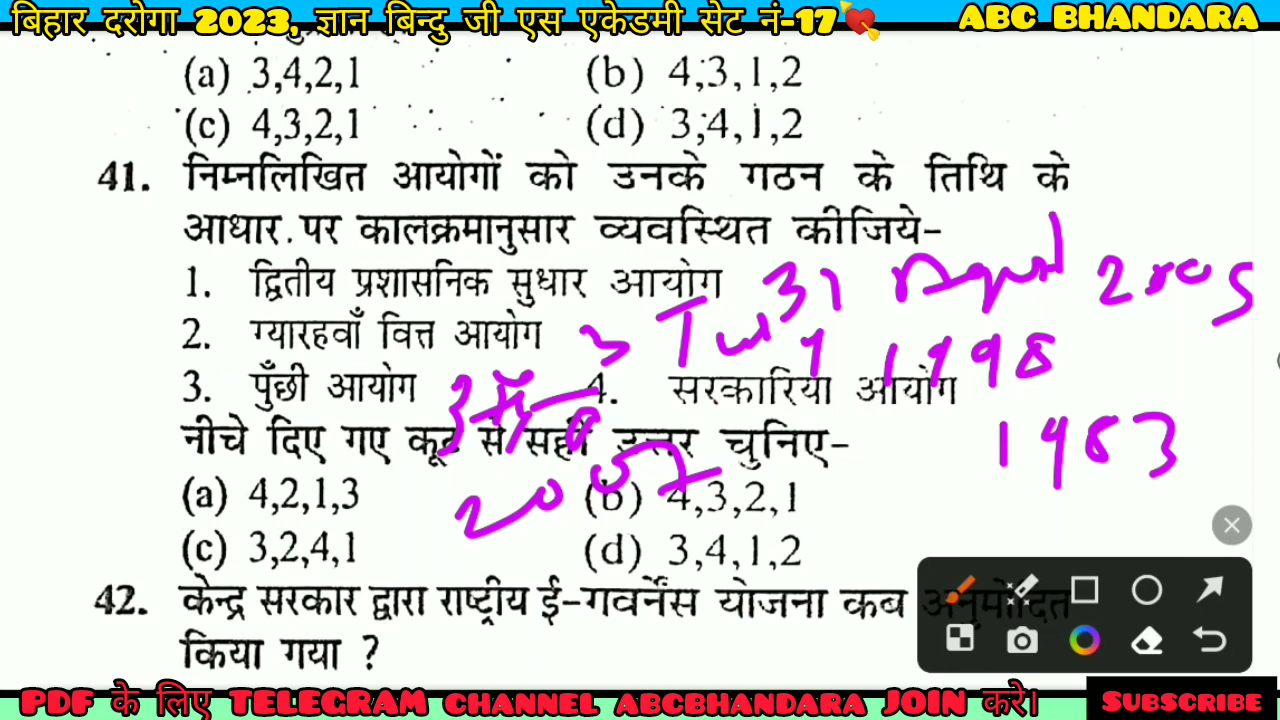 बिहार दरोगा 2023, ज्ञान बिन्दु जी एस एकेडमी सेट नं-17
ABC BHANDARA
(a) 3,4,2,1 (b) 4,3,1,2
(c) 4,3,2,1 (d) 3,4,1,2
41. निम्नलिखित आयोगों को उनके गठन के तिथि के
आधार पर कालक्रमानुसार व्यवस्थित कीजिये-
1. द्वितीय प्रशासनिक सुधार आयोग 31 2005
2. ग्यारहवाँ वित्त आयोग 3 1998
3. पुँछी आयोग 4. सरकारिया आयोग
1983
नीचे दिए गए कूट से सही उत्तर चुनिए-
2007
(a) 4,2,1,3 (b) 4,3,2,1
(c) 3,2,4,1 (d) 3,4,1,2
42. केन्द्र सरकार द्वारा राष्ट्रीय ई-गवर्नेंस योजना कब अनुमोदित
किया गया ?
PDF के लिए TELEGRAM CHANNEL ABCBHANDARA JOIN करे।
SUBSCRIBE